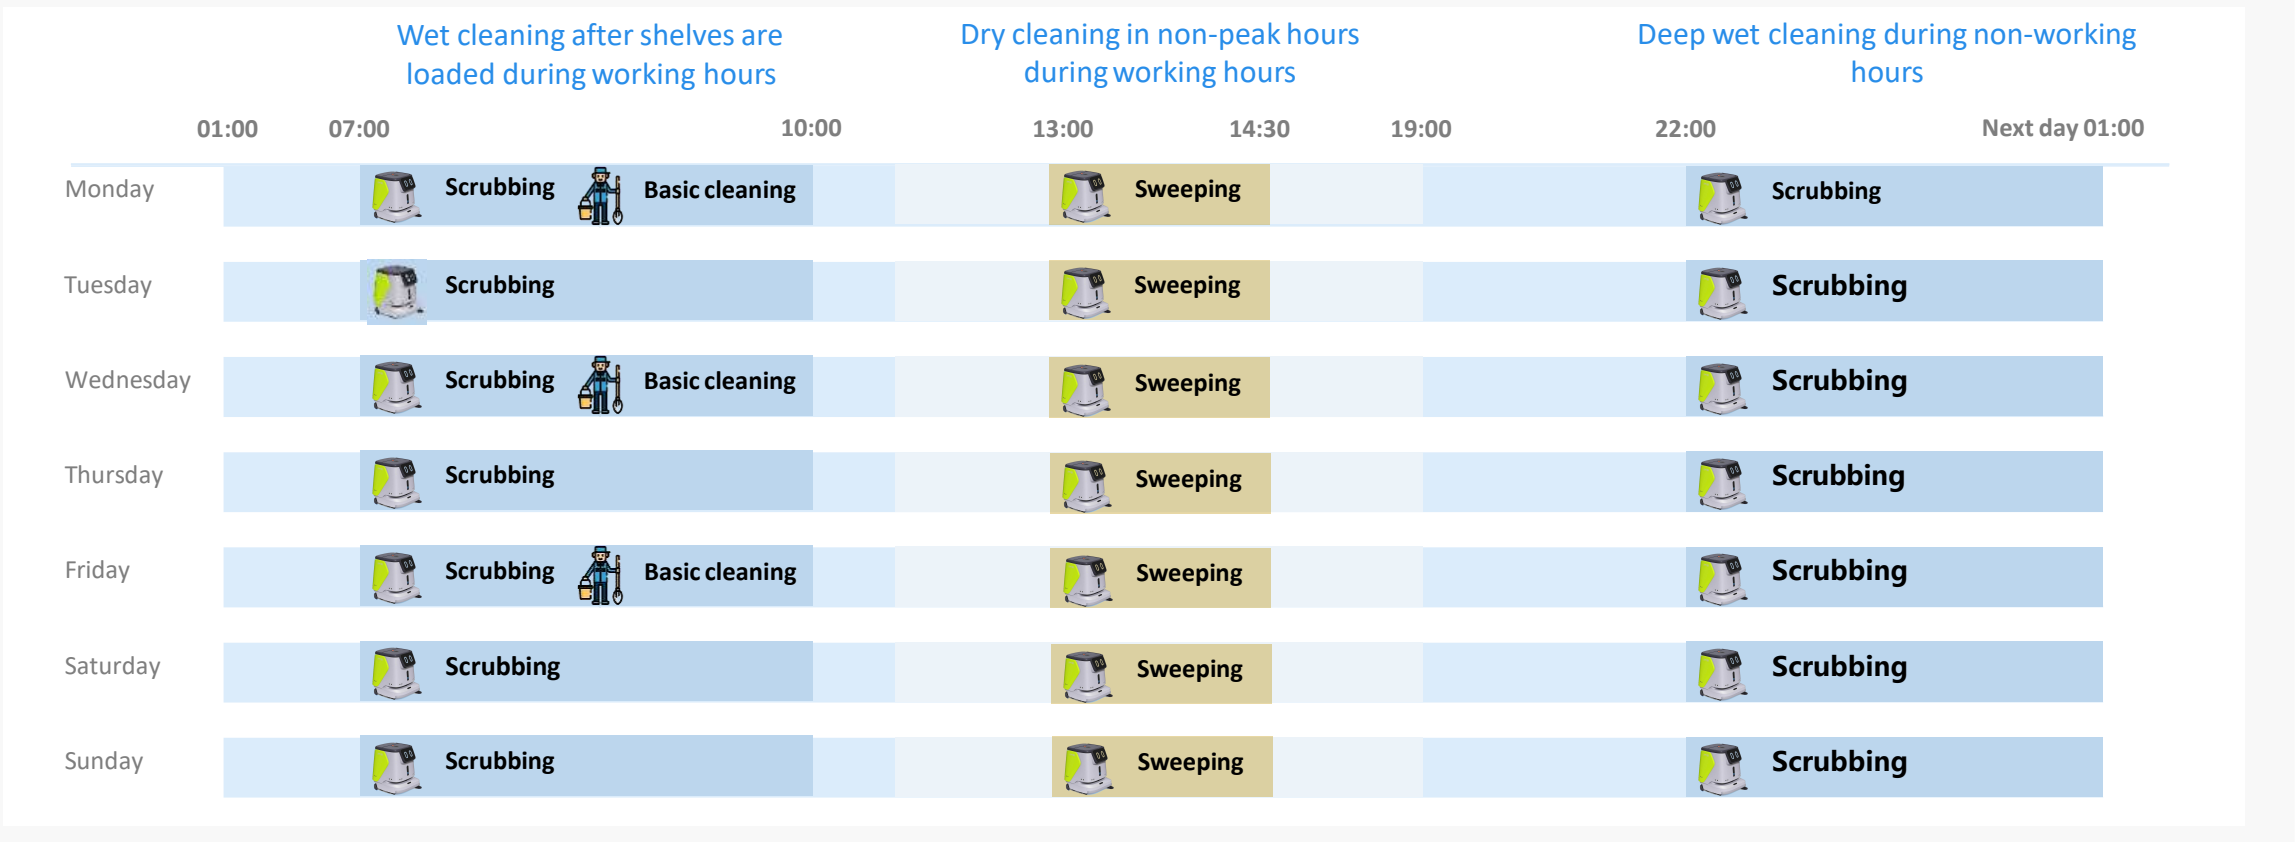 Wet cleaning after shelves are
loaded during working hours
Dry cleaning in non-peak hours
during working hours
Deep wet cleaning during non-working
hours
01:00 07:00 10:00 13:00 14:30 19:00 22:00 Next day 01:00
Monday Scrubbing Basic cleaning Sweeping Scrubbing
Tuesday Scrubbing Sweeping Scrubbing
Wednesday Scrubbing Basic cleaning Sweeping Scrubbing
Thursday Scrubbing Sweeping Scrubbing
Friday Scrubbing Basic cleaning Sweeping Scrubbing
Saturday Scrubbing Sweeping Scrubbing
Sunday Scrubbing Sweeping Scrubbing